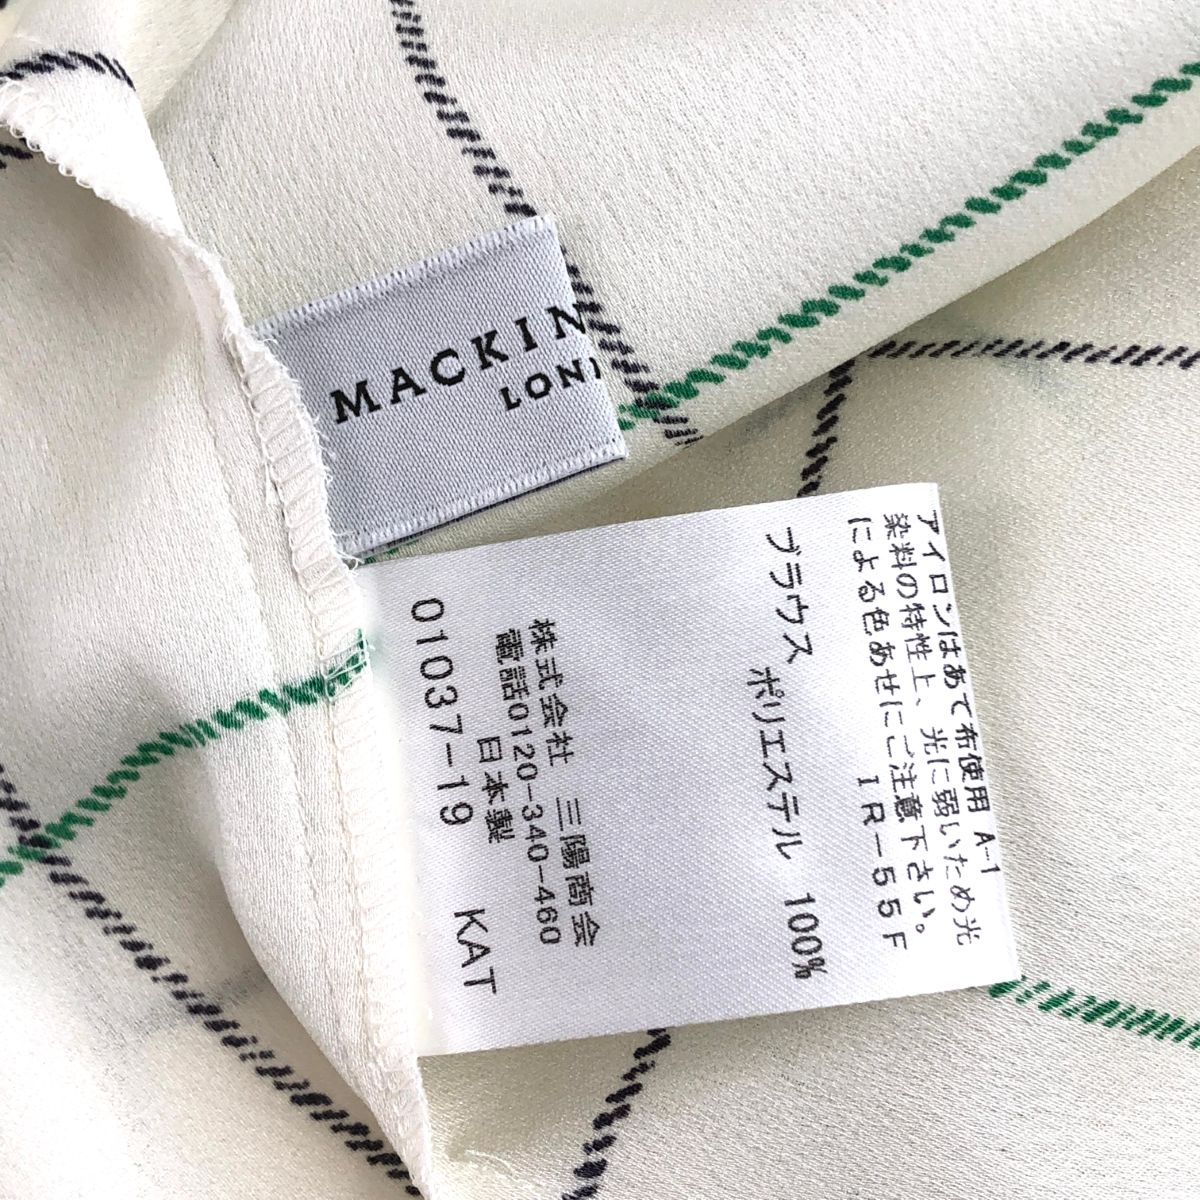 MACKIN
LON
アイロンはあて布使用 A-1
染料の特性上、光に弱いため光
による色あせにご注意下さい。
IR-55F
ブラウス ポリエステル 100%
株式会社 三陽商会
電話0120-340-460
日本製
01037-19 KAT